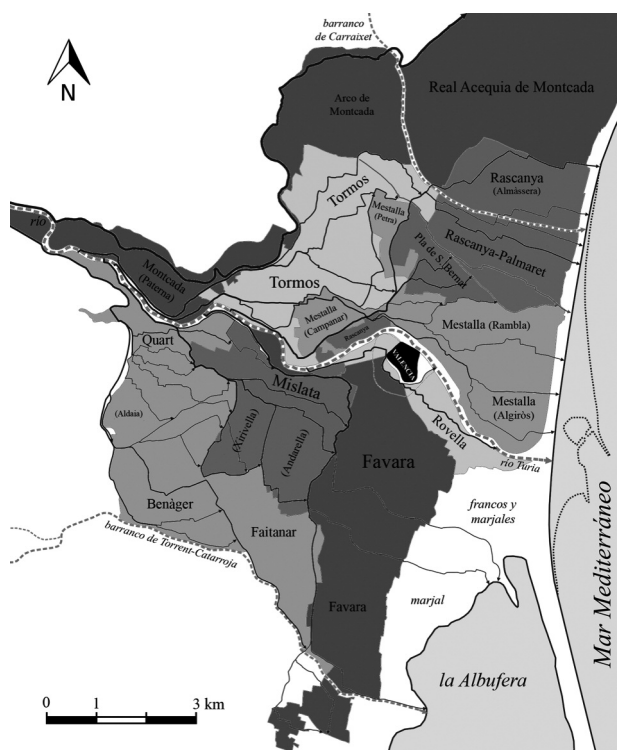 barranco
de Carraixet
N
Arco de
Montcada
Real Acequia de Montcada
Rascanya
(Almàssera)
Tormos
Mestalla
(Petra)
río
Rascanya-Palmaret
Pla de S. Bernat
Montcada
(Paterna)
Tormos
Mestalla
(Campanar)
Rascanya
Mestalla (Rambla)
Quart
VALENCIA
Mislata
Mestalla
(Algiròs)
(Aldaia)
(Xirivella)
(Andarella)
Rovella
Favara
río Turia
Benàger
Faitanar
francos y
marjales
barranco de Torrent-Catarroja
Favara
marjal
Mar Mediterráneo
la Albufera
0 1 3 km